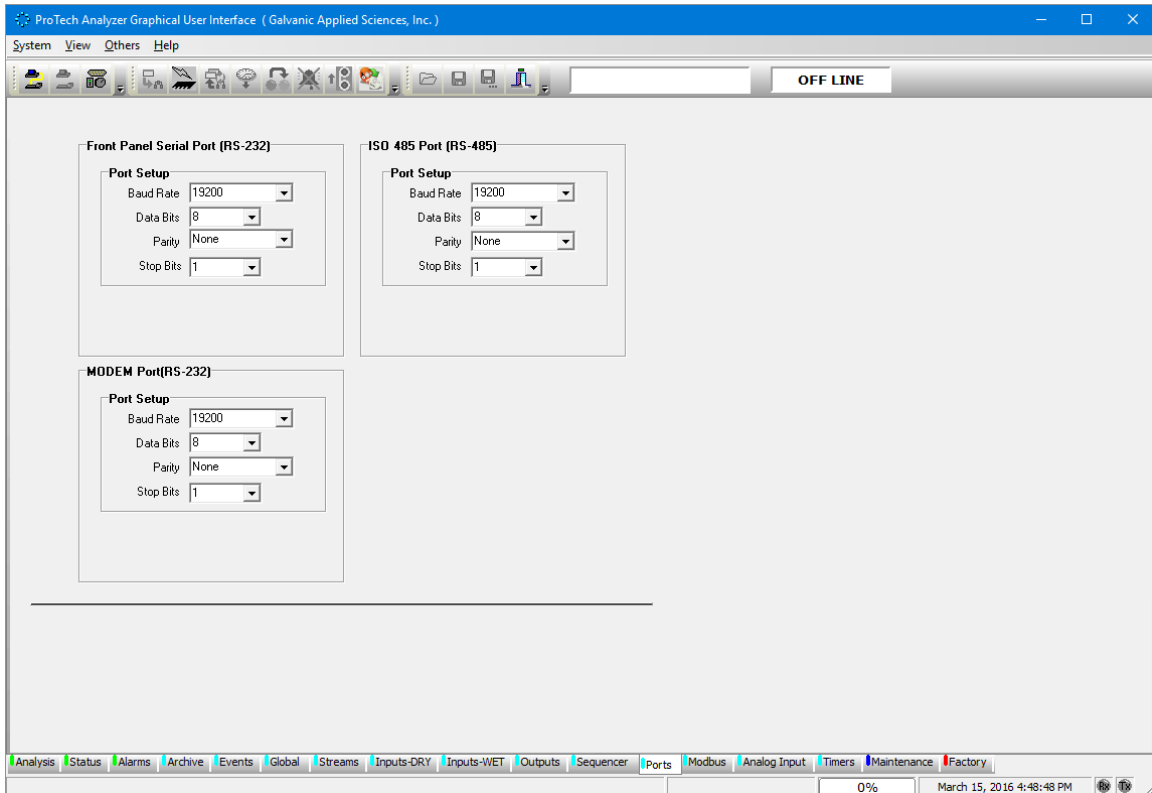 ProTech Analyzer Graphical User Interface ( Galvanic Applied Sciences, Inc. )
System View Others Help
OFF LINE
Front Panel Serial Port (RS-232)
Port Setup
Baud Rate 19200
Data Bits 8
Parity None
Stop Bits 1
ISO 485 Port (RS-485)
Port Setup
Baud Rate 19200
Data Bits 8
Parity None
Stop Bits 1
MODEM Port(RS-232)
Port Setup
Baud Rate 19200
Data Bits 8
Parity None
Stop Bits 1
Analysis Status Alarms Archive Events Global Streams Inputs-DRY Inputs-WET Outputs Sequencer Ports Modbus Analog Input Timers Maintenance Factory
0% March 15, 2016 4:48:48 PM Rx Tx